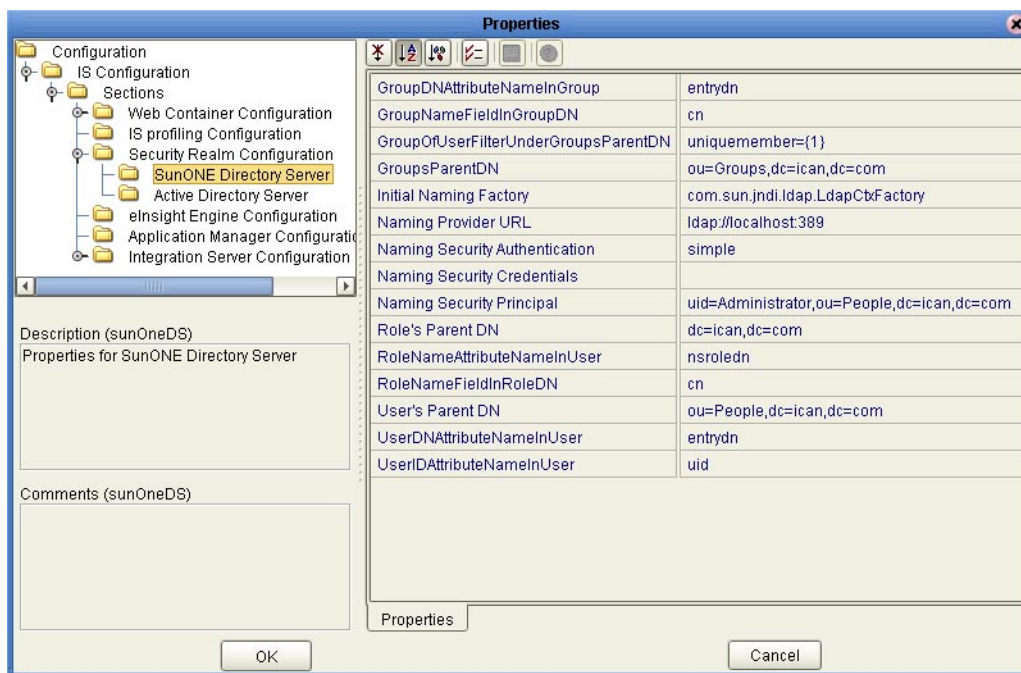 Properties
Configuration
IS Configuration
Sections
Web Container Configuration
IS profiling Configuration
Security Realm Configuration
SunONE Directory Server
Active Directory Server
eInsight Engine Configuration
Application Manager Configuratio
Integration Server Configuration
Description (sunOneDS)
Properties for SunONE Directory Server
Comments (sunOneDS)
GroupDNAttributeNameInGroup entrydn
GroupNameFieldInGroupDN cn
GroupOfUserFilterUnderGroupsParentDN uniquemember={1}
GroupsParentDN ou=Groups,dc=ican,dc=com
Initial Naming Factory com.sun.jndi.ldap.LdapCtxFactory
Naming Provider URL ldap://localhost:389
Naming Security Authentication simple
Naming Security Credentials
Naming Security Principal uid=Administrator,ou=People,dc=ican,dc=com
Role's Parent DN dc=ican,dc=com
RoleNameAttributeNameInUser nsroledn
RoleNameFieldInRoleDN cn
User's Parent DN ou=People,dc=ican,dc=com
UserDNAttributeNameInUser entrydn
UserIDAttributeNameInUser uid
Properties
OK
Cancel